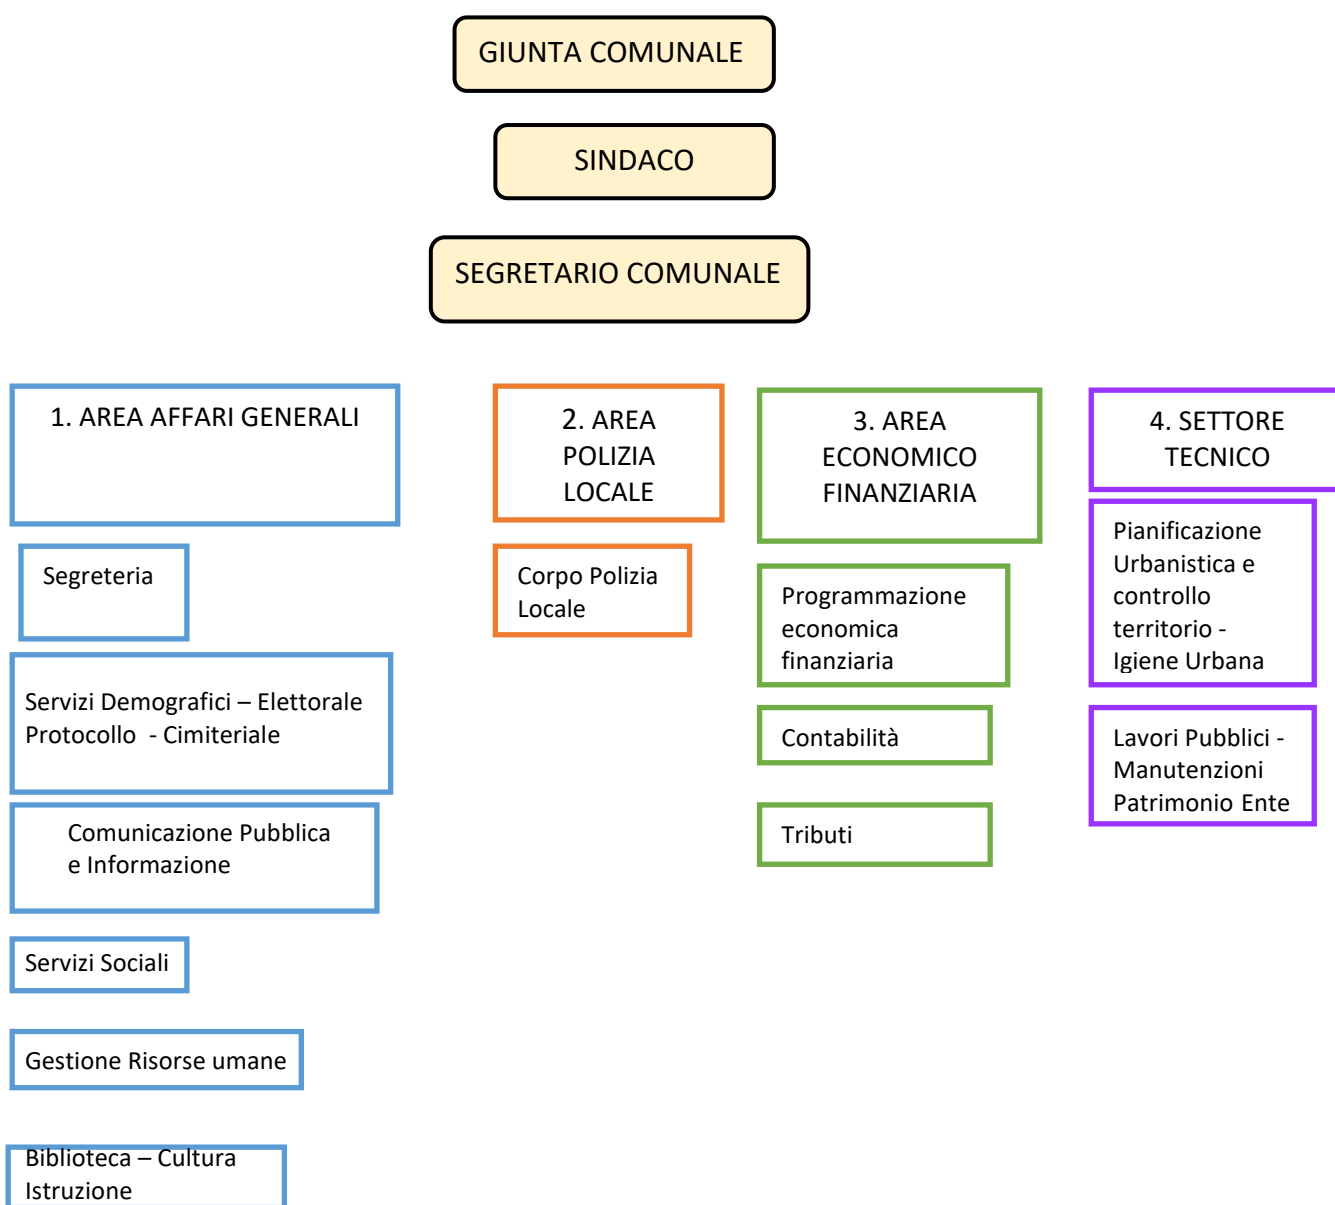 GIUNTA COMUNALE
SINDACO
SEGRETARIO COMUNALE
1. AREA AFFARI GENERALI
Segreteria
Servizi Demografici – Elettorale
Protocollo - Cimiteriale
Comunicazione Pubblica
e Informazione
Servizi Sociali
Gestione Risorse umane
Biblioteca – Cultura
Istruzione
2. AREA
POLIZIA
LOCALE
Corpo Polizia
Locale
3. AREA
ECONOMICO
FINANZIARIA
Programmazione
economica
finanziaria
Contabilità
Tributi
4. SETTORE
TECNICO
Pianificazione
Urbanistica e
controllo
territorio -
Igiene Urbana
Lavori Pubblici -
Manutenzioni
Patrimonio Ente